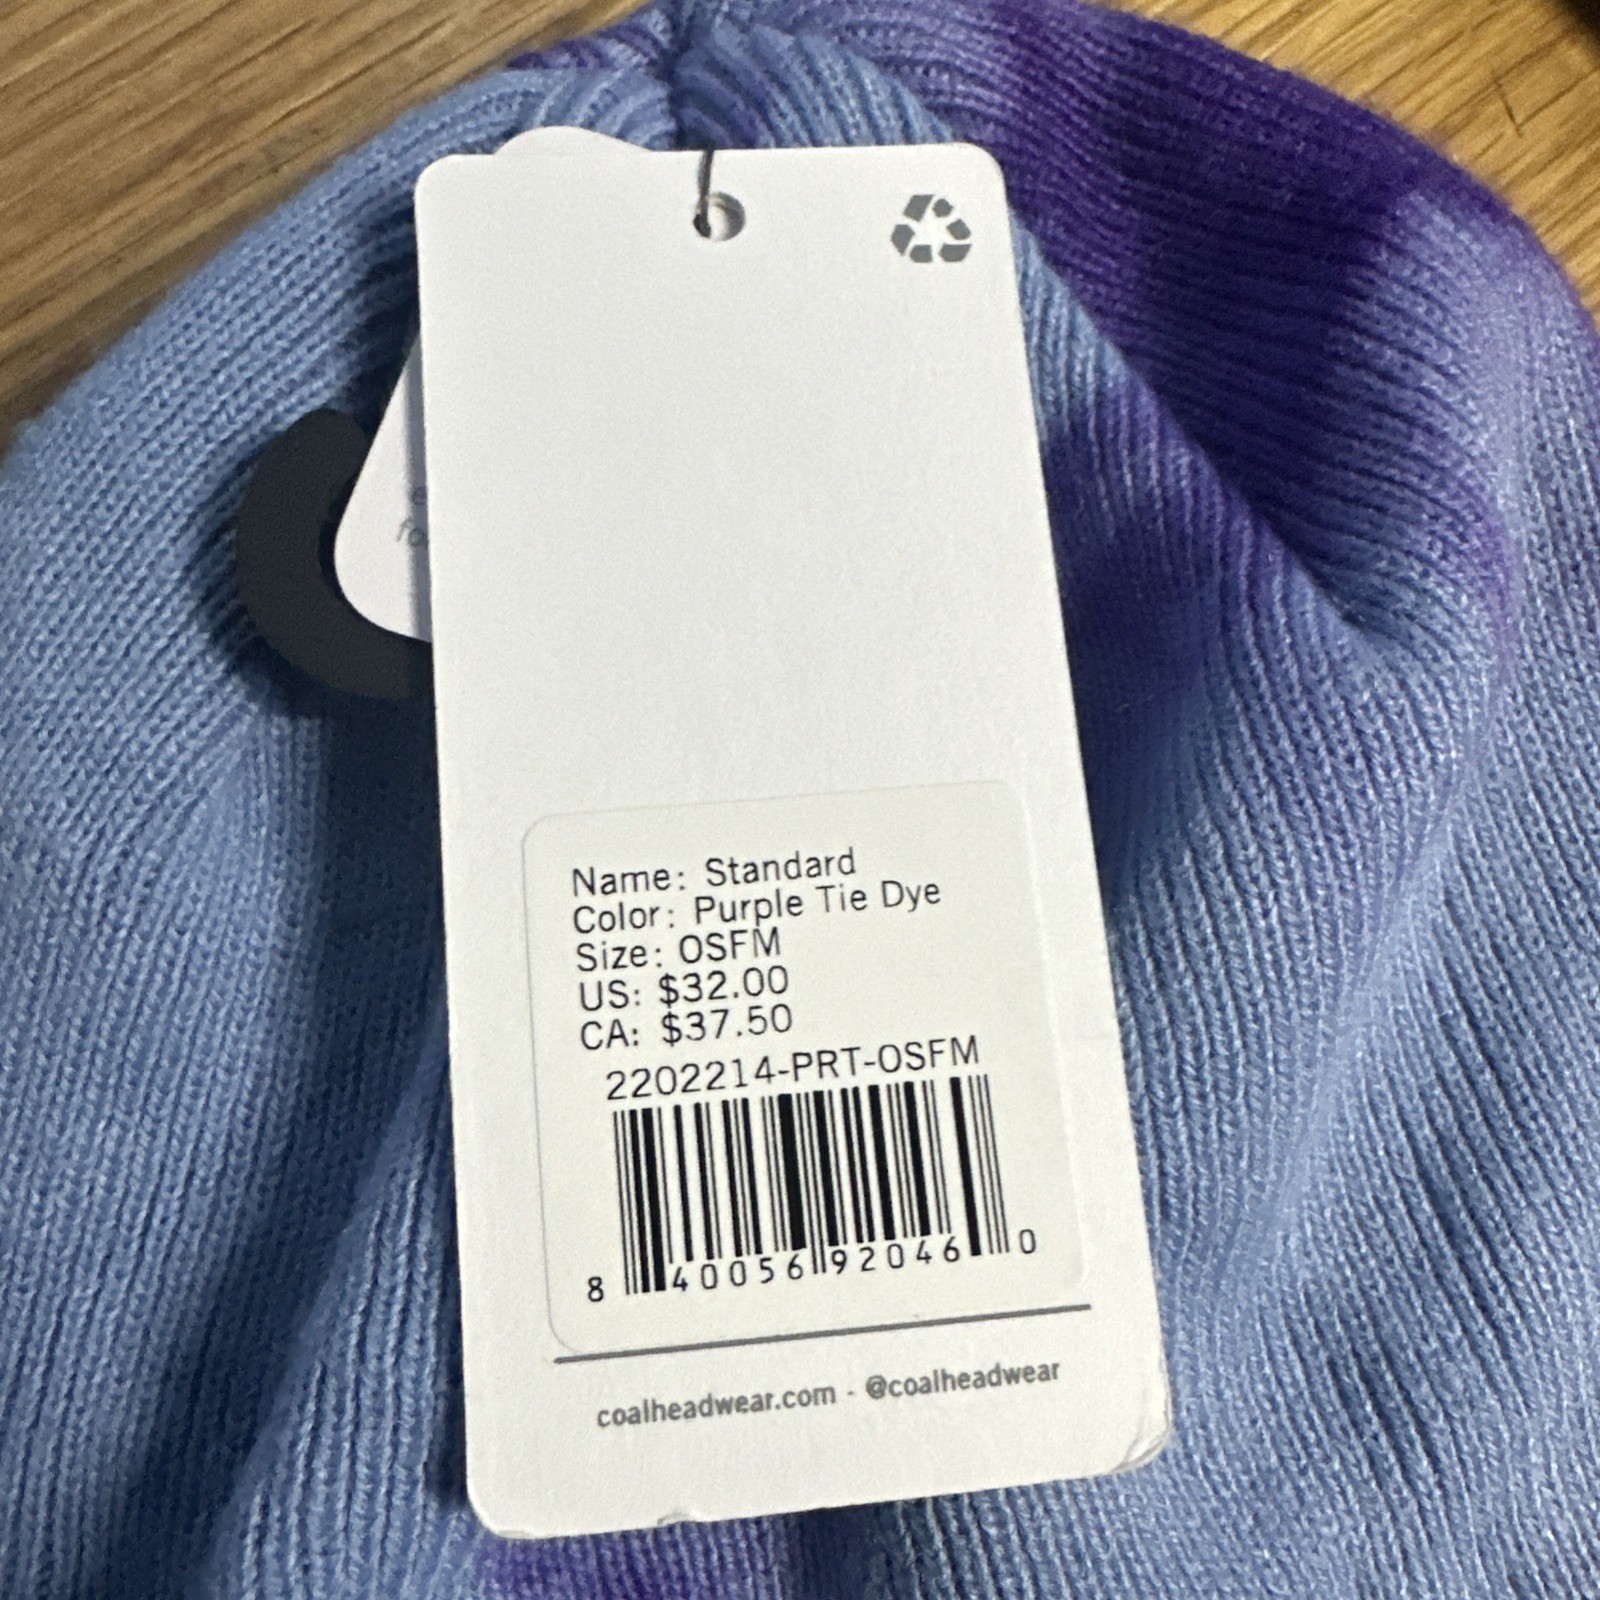 Name: Standard
Color: Purple Tie Dye
Size: OSFM
US: $32.00
CA: $37.50
2202214-PRT-OSFM
8 40056 92046 0
coalheadwear.com - @coalheadwear